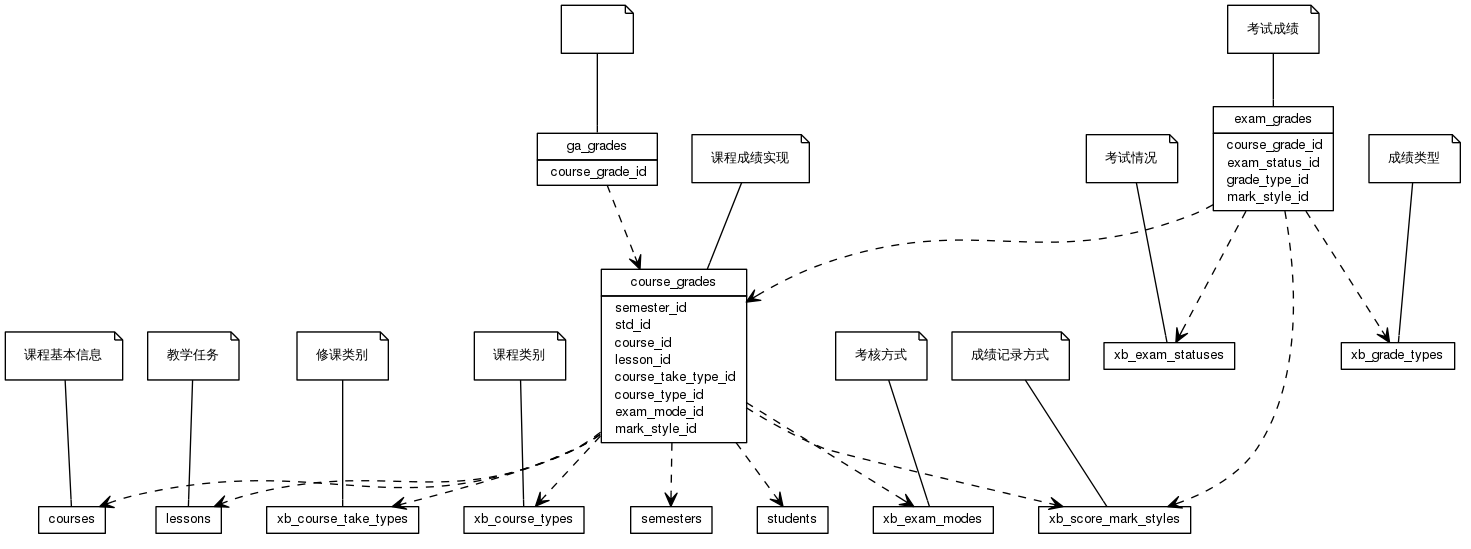 考试成绩
exam_grades
course_grade_id
exam_status_id
grade_type_id
mark_style_id
ga_grades
course_grade_id
课程成绩实现
考试情况
成绩类型
course_grades
semester_id
std_id
course_id
lesson_id
course_take_type_id
course_type_id
exam_mode_id
mark_style_id
课程基本信息
教学任务
修课类别
课程类别
考核方式
成绩记录方式
xb_exam_statuses
xb_grade_types
courses
lessons
xb_course_take_types
xb_course_types
semesters
students
xb_exam_modes
xb_score_mark_styles